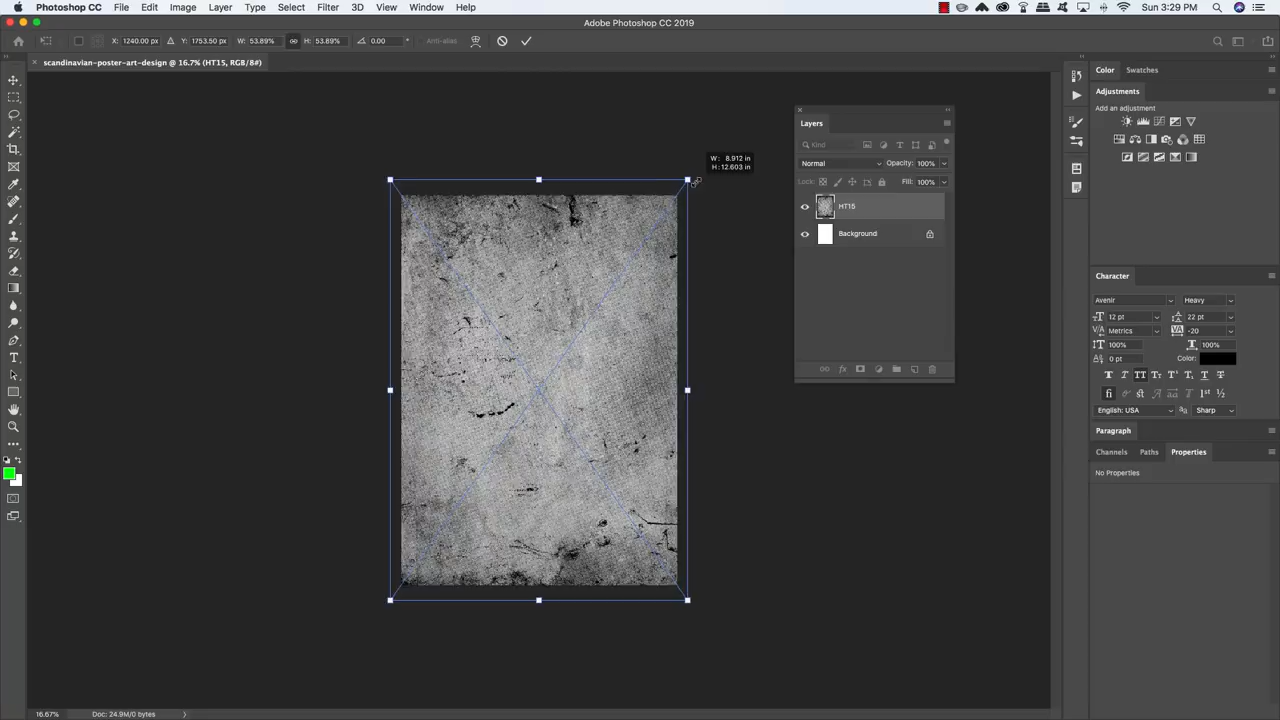 Photoshop CC File Edit Image Layer Type Select Filter 3D View Window Help Sun 3:29 PM
Adobe Photoshop CC 2019
X: 1240.00 px Y: 1753.50 px W: 53.89% H: 53.89% 0.00 ° Anti-alias
scandinavian-poster-art-design @ 16.7% (HT15, RGB/8#)
Color Swatches
Adjustments
Add an adjustment
Layers
Kind
Normal Opacity: 100%
Lock: Fill: 100%
HT15
Background
W: 8.912 in
H: 12.603 in
Character
Avenir Heavy
12 pt 22 pt
Metrics -20
100% 100%
0 pt Color:
English: USA Sharp
Paragraph
Channels Paths Properties
No Properties
16.67% Doc: 24.9M/0 bytes